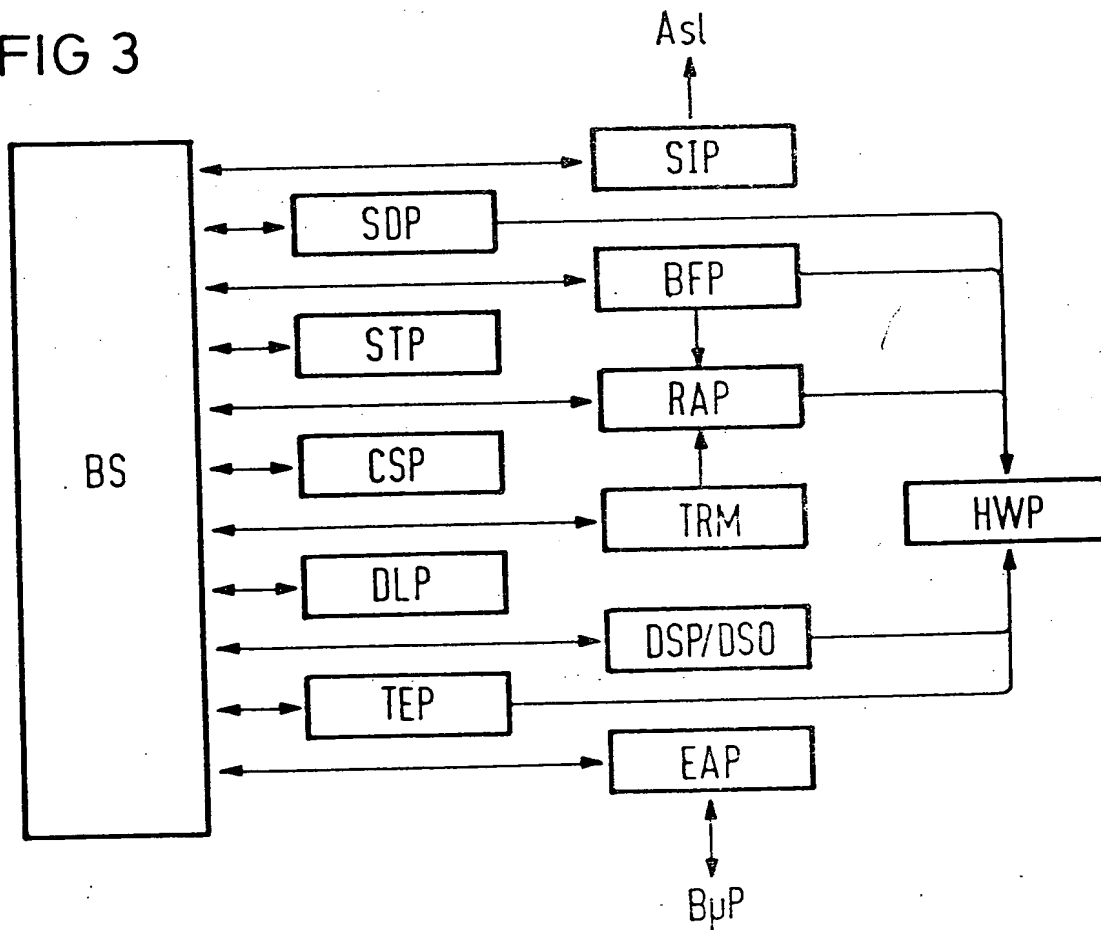 FIG 3
Asl
SIP
SDP
BFP
STP
RAP
BS
CSP
HWP
TRM
DLP
DSP/DSO
TEP
EAP
BµP